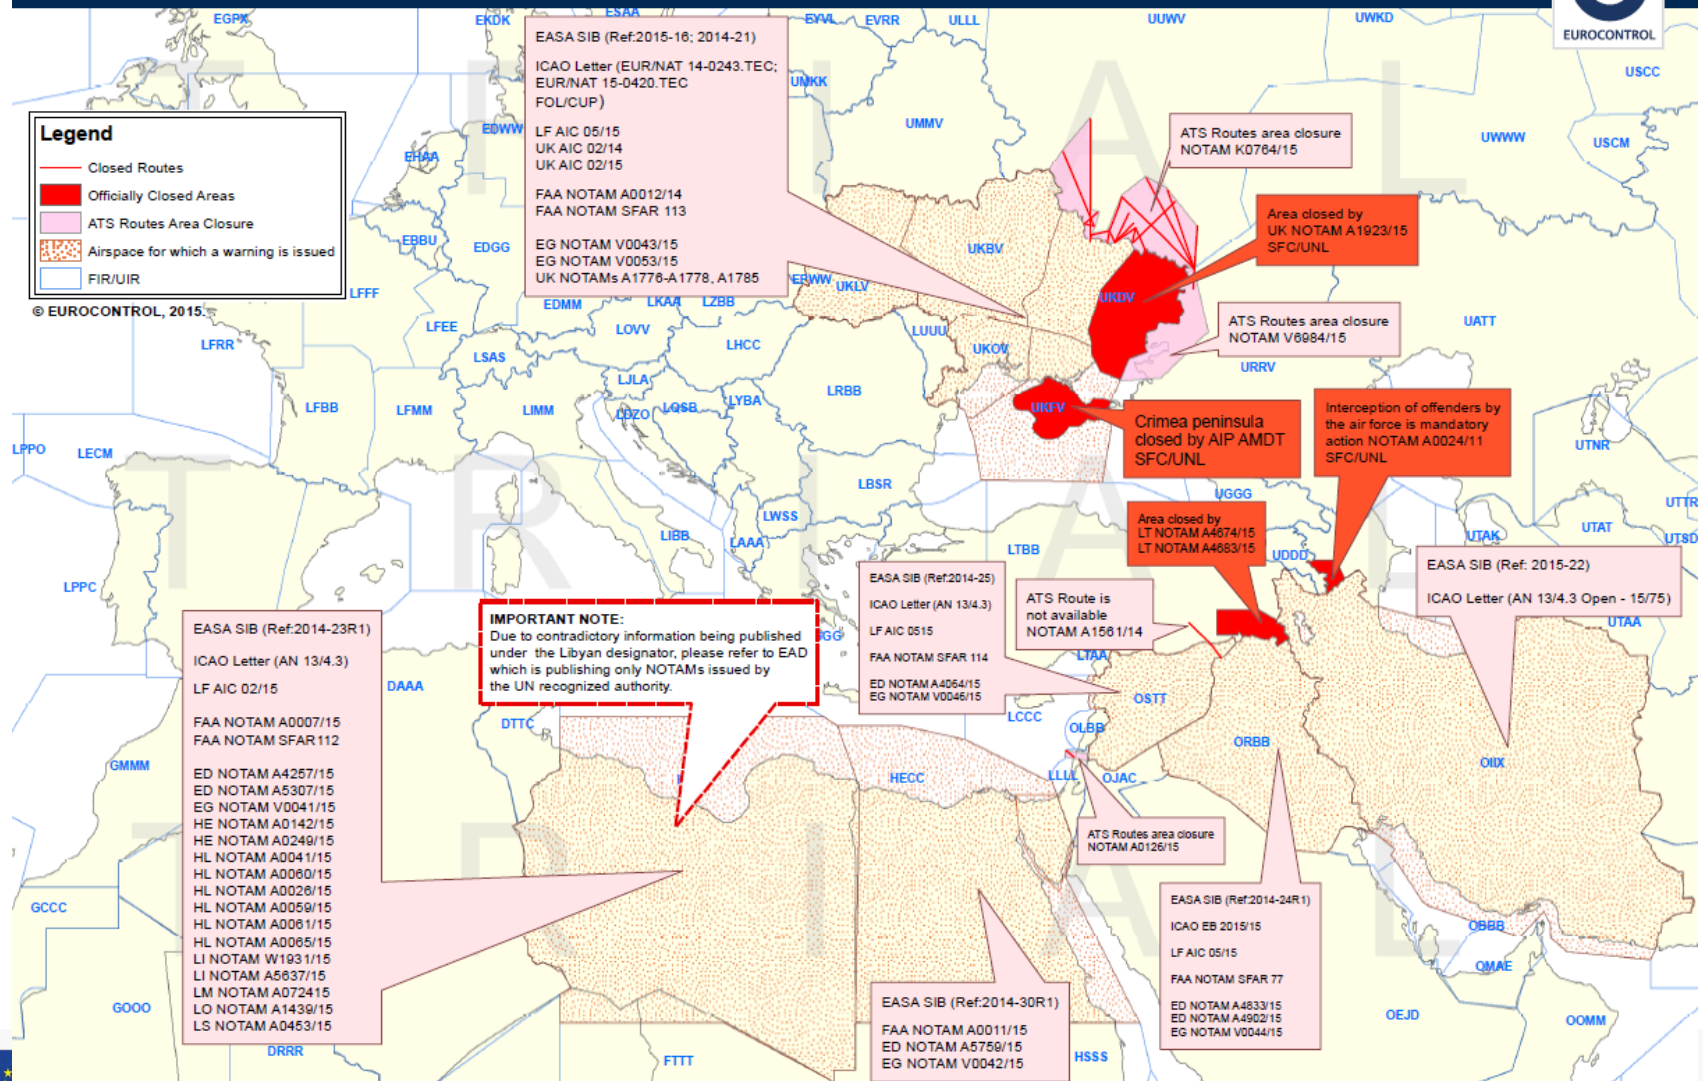 EUROCONTROL
Legend
Closed Routes
Officially Closed Areas
ATS Routes Area Closure
Airspace for which a warning is issued
FIR/UIR
© EUROCONTROL, 2015.
EASA SIB (Ref:2015-16; 2014-21)
ICAO Letter (EUR/NAT 14-0243.TEC;
EUR/NAT 15-0420.TEC
FOL/CUP)
LF AIC 05/15
UK AIC 02/14
UK AIC 02/15
FAA NOTAM A0012/14
FAA NOTAM SFAR 113
EG NOTAM V0043/15
EG NOTAM V0053/15
UK NOTAMs A1776-A1778, A1785
ATS Routes area closure
NOTAM K0764/15
Area closed by
UK NOTAM A1923/15
SFC/UNL
ATS Routes area closure
NOTAM V6984/15
Crimea peninsula
closed by AIP AMDT
SFC/UNL
Interception of offenders by
the air force is mandatory
action NOTAM A0024/11
SFC/UNL
Area closed by
LT NOTAM A4674/15
LT NOTAM A4683/15
EASA SIB (Ref: 2015-22)
ICAO Letter (AN 13/4.3 Open - 15/75)
EASA SIB (Ref:2014-25)
ICAO Letter (AN 13/4.3)
LF AIC 0515
FAA NOTAM SFAR 114
ED NOTAM A4064/15
EG NOTAM V0046/15
ATS Route is
not available
NOTAM A1561/14
IMPORTANT NOTE:
Due to contradictory information being published
under the Libyan designator, please refer to EAD
which is publishing only NOTAMs issued by
the UN recognized authority.
EASA SIB (Ref:2014-23R1)
ICAO Letter (AN 13/4.3)
LF AIC 02/15
FAA NOTAM A0007/15
FAA NOTAM SFAR112
ED NOTAM A4257/15
ED NOTAM A5307/15
EG NOTAM V0041/15
HE NOTAM A0142/15
HE NOTAM A0249/15
HL NOTAM A0041/15
HL NOTAM A0060/15
HL NOTAM A0026/15
HL NOTAM A0059/15
HL NOTAM A0061/15
HL NOTAM A0065/15
LI NOTAM W1931/15
LI NOTAM A5637/15
LM NOTAM A072415
LO NOTAM A1439/15
LS NOTAM A0453/15
ATS Routes area closure
NOTAM A0126/15
EASA SIB (Ref:2014-24R1)
ICAO EB 2015/15
LF AIC 05/15
FAA NOTAM SFAR 77
ED NOTAM A4833/15
ED NOTAM A4902/15
EG NOTAM V0044/15
EASA SIB (Ref:2014-30R1)
FAA NOTAM A0011/15
ED NOTAM A5759/15
EG NOTAM V0042/15
EGPX
EKDK
ESAA
EYVL
EVRR
ULLL
UUWV
UWKD
USCC
UMKK
UMMV
UWWW
USCM
EDWW
EHAA
EBBU
EDGG
UKBV
UKDV
LFFF
EDMM
LKAA
LZBB
EPWW
UKLV
LFRR
LFEE
LOVV
LHCC
LUUU
UKOV
UATT
LSAS
URRV
LJLA
LFBB
LFMM
LIMM
LDZO
LQSB
LYBA
LRBB
UKFV
LPPO
LECM
UTNR
LBSR
UGGG
UTTR
LWSS
LIBB
LAAA
LTBB
UDDD
UTAK
UTAT
UTSD
LPPC
UTAA
GG
LTAA
DAAA
OSTT
DTTC
LCCC
OLBB
ORBB
GMMM
HECC
LLLL
OJAC
OIIX
GCCC
OBBB
OMAE
GOOO
OEJD
OOMM
DRRR
FTTT
HSSS
T R I A L
T R I A L
T R I A L